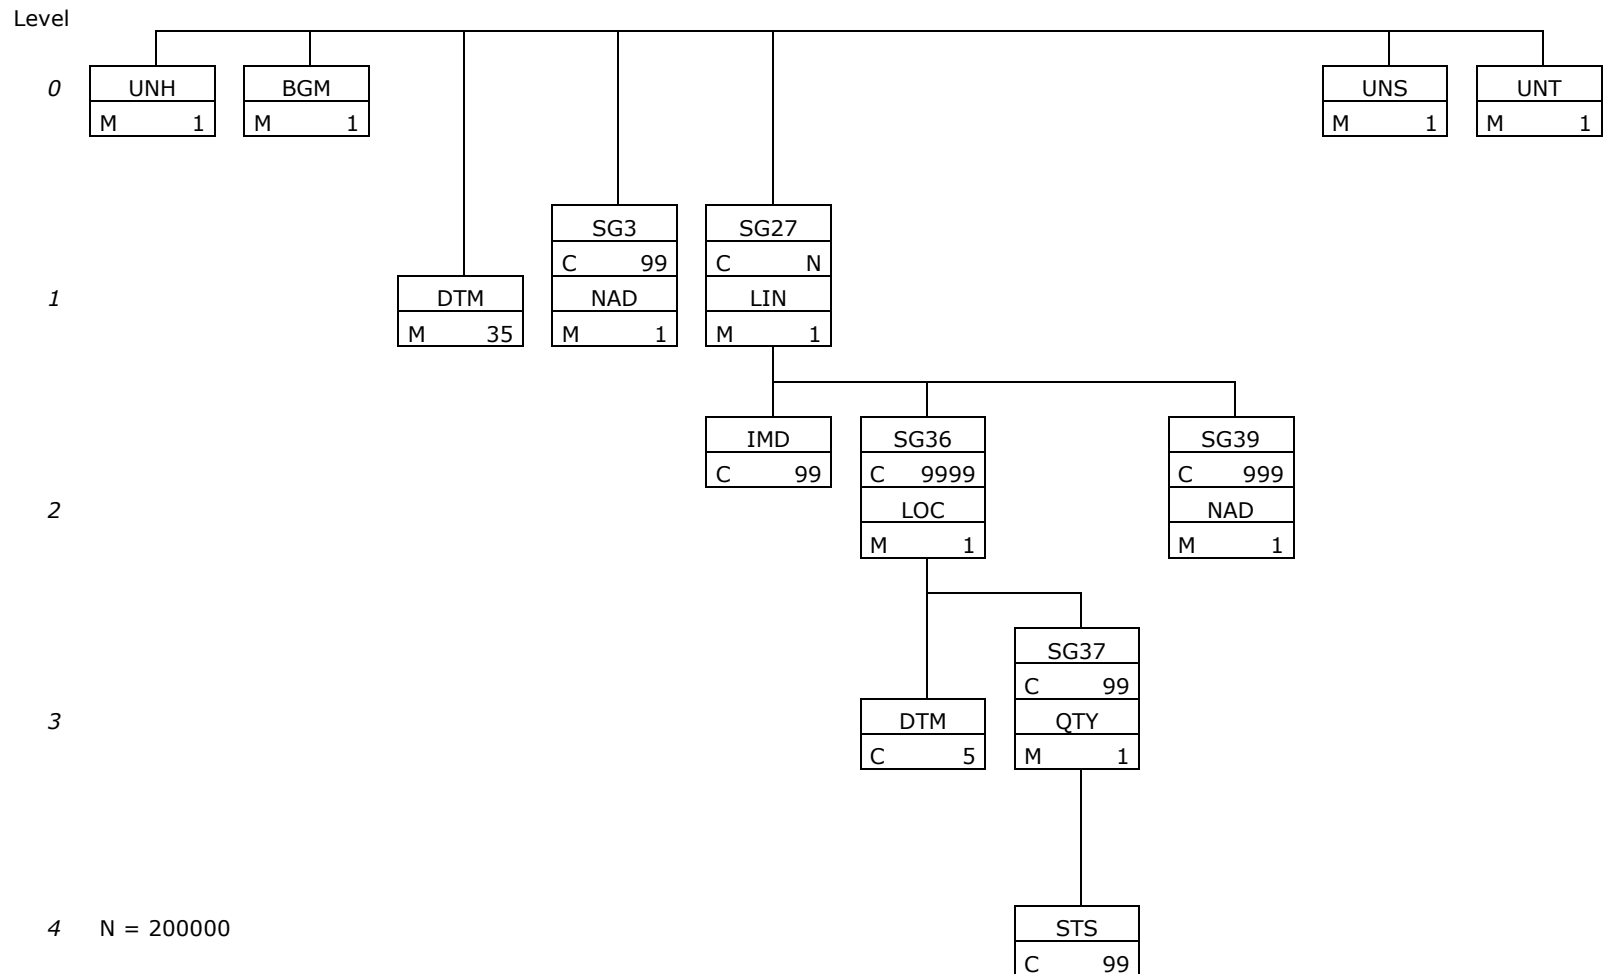 Level
0 UNH BGM UNS UNT
M 1 M 1 M 1 M 1
SG3 SG27
C 99 C N
1 DTM NAD LIN
M 35 M 1 M 1
IMD SG36 SG39
C 99 C 9999 C 999
2 LOC NAD
M 1 M 1
SG37
C 99
3 DTM QTY
C 5 M 1
4 N = 200000 STS
C 99